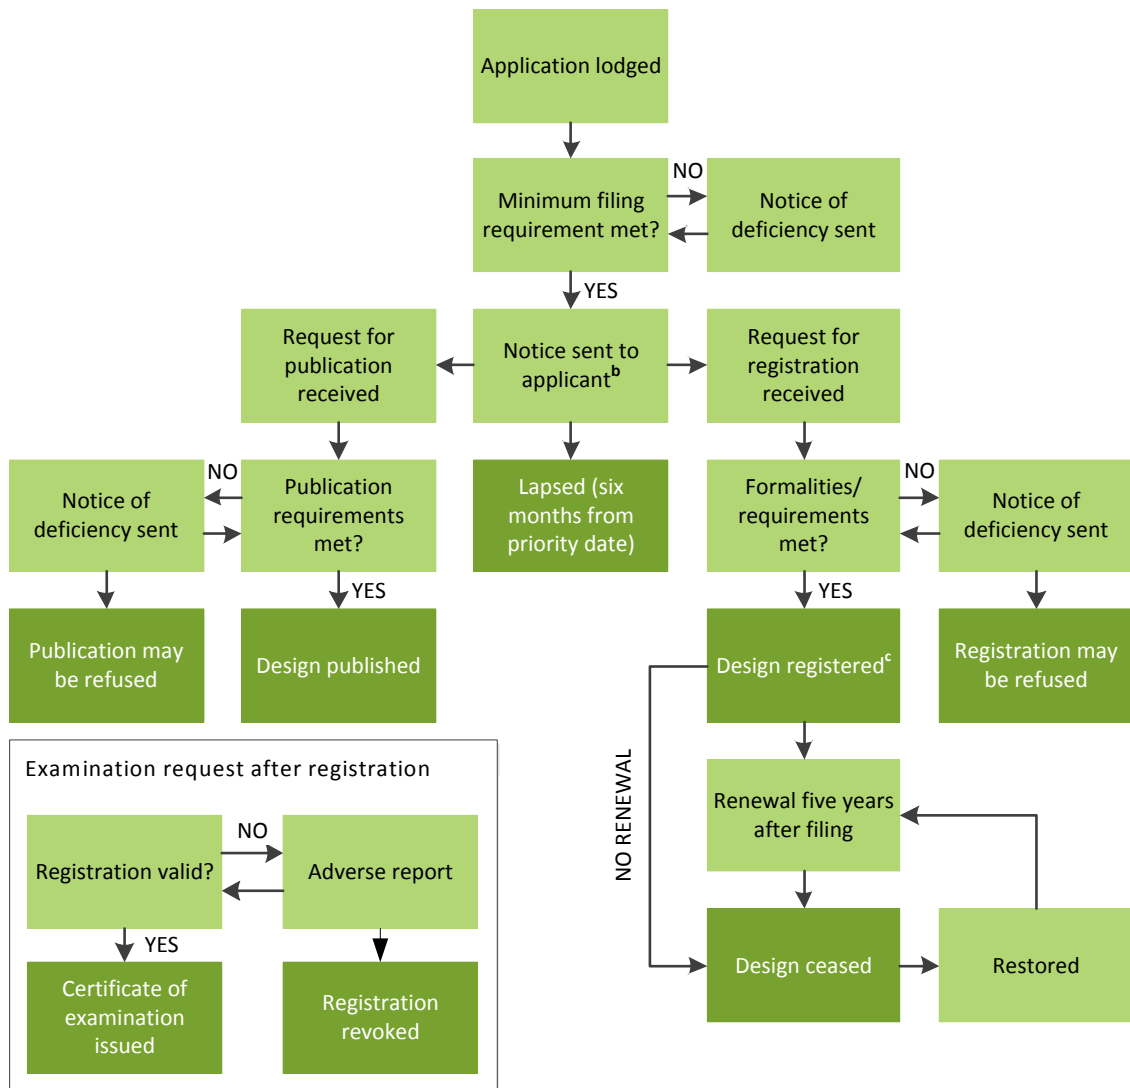 Application lodged
Minimum filing
requirement met?
NO
Notice of
deficiency sent
YES
Request for
publication
received
Notice sent to
applicantb
Request for
registration
received
Notice of
deficiency sent
NO
Publication
requirements
met?
Lapsed (six
months from
priority date)
Formalities/
requirements
met?
NO
Notice of
deficiency sent
YES
YES
Publication may
be refused
Design published
Design registeredc
Registration may
be refused
NO RENEWAL
Renewal five years
after filing
Design ceased
Restored
Examination request after registration
Registration valid?
NO
Adverse report
YES
Certificate of
examination
issued
Registration
revoked